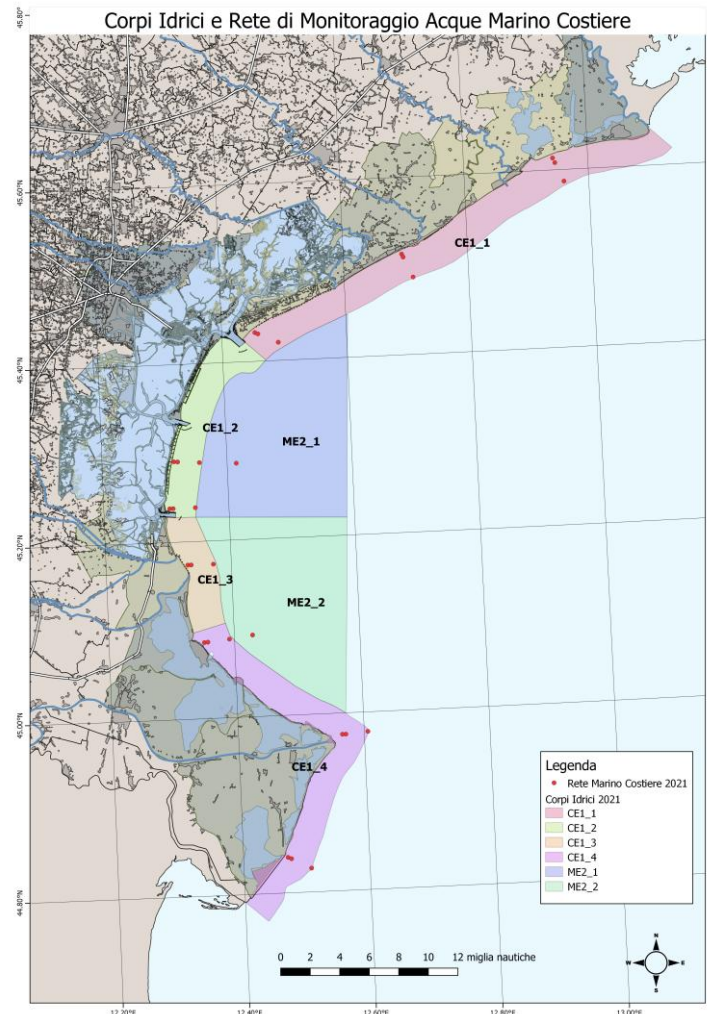 Corpi Idrici e Rete di Monitoraggio Acque Marino Costiere
45.80°N
45.60°N
CE1_1
45.40°N
CE1_2
ME2_1
45.20°N
CE1_3
ME2_2
45.00°N
CE1_4
Legenda
Rete Marino Costiere 2021
Corpi Idrici 2021
CE1_1
CE1_2
CE1_3
CE1_4
ME2_1
ME2_2
44.80°N
0 2 4 6 8 10 12 miglia nautiche
N
W E
S
12.20°E 12.40°E 12.60°E 12.80°E 13.00°E